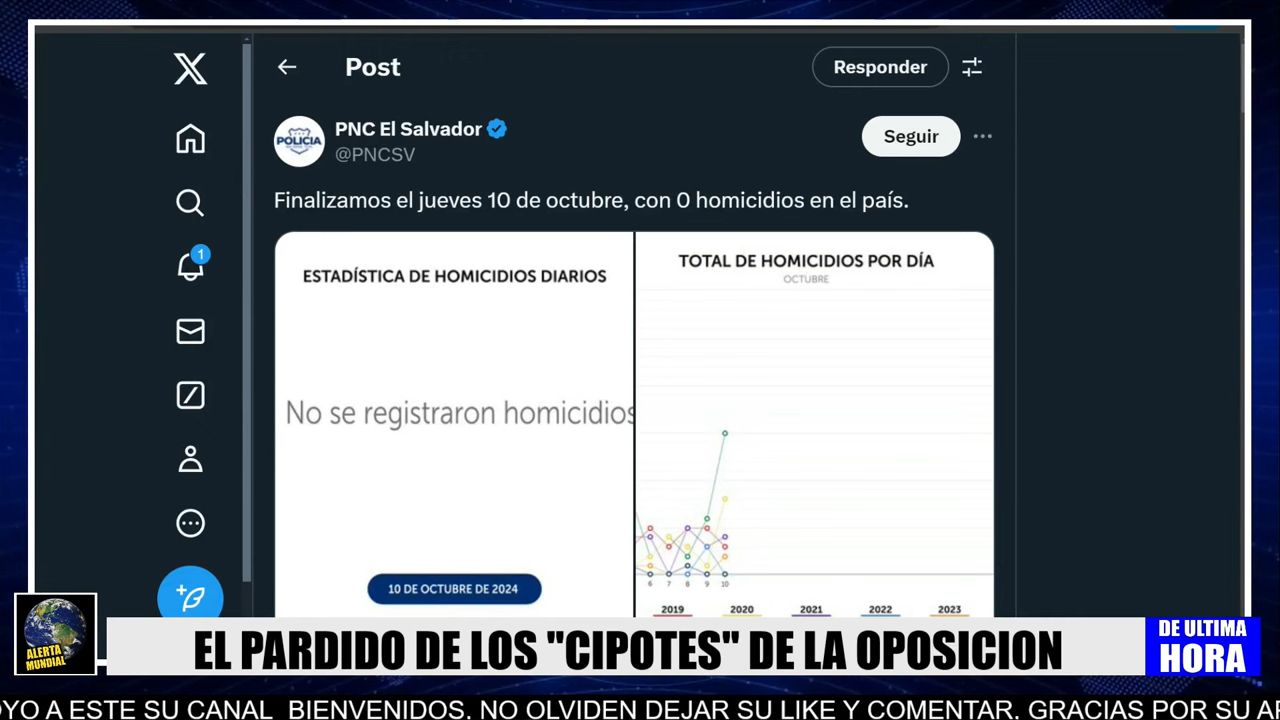 Post
Responder
PNC El Salvador
@PNCSV
POLICIA
Seguir
1
Finalizamos el jueves 10 de octubre, con 0 homicidios en el país.
ESTADÍSTICA DE HOMICIDIOS DIARIOS
No se registraron homicidios
10 DE OCTUBRE DE 2024
TOTAL DE HOMICIDIOS POR DÍA
OCTUBRE
6 7 8 9 10
2019 2020 2021 2022 2023
ALERTA
MUNDIAL
EL PARDIDO DE LOS "CIPOTES" DE LA OPOSICION
DE ULTIMA
HORA
OYO A ESTE SU CANAL BIENVENIDOS, NO OLVIDEN DEJAR SU LIKE Y COMENTAR. GRACIAS POR SU AP